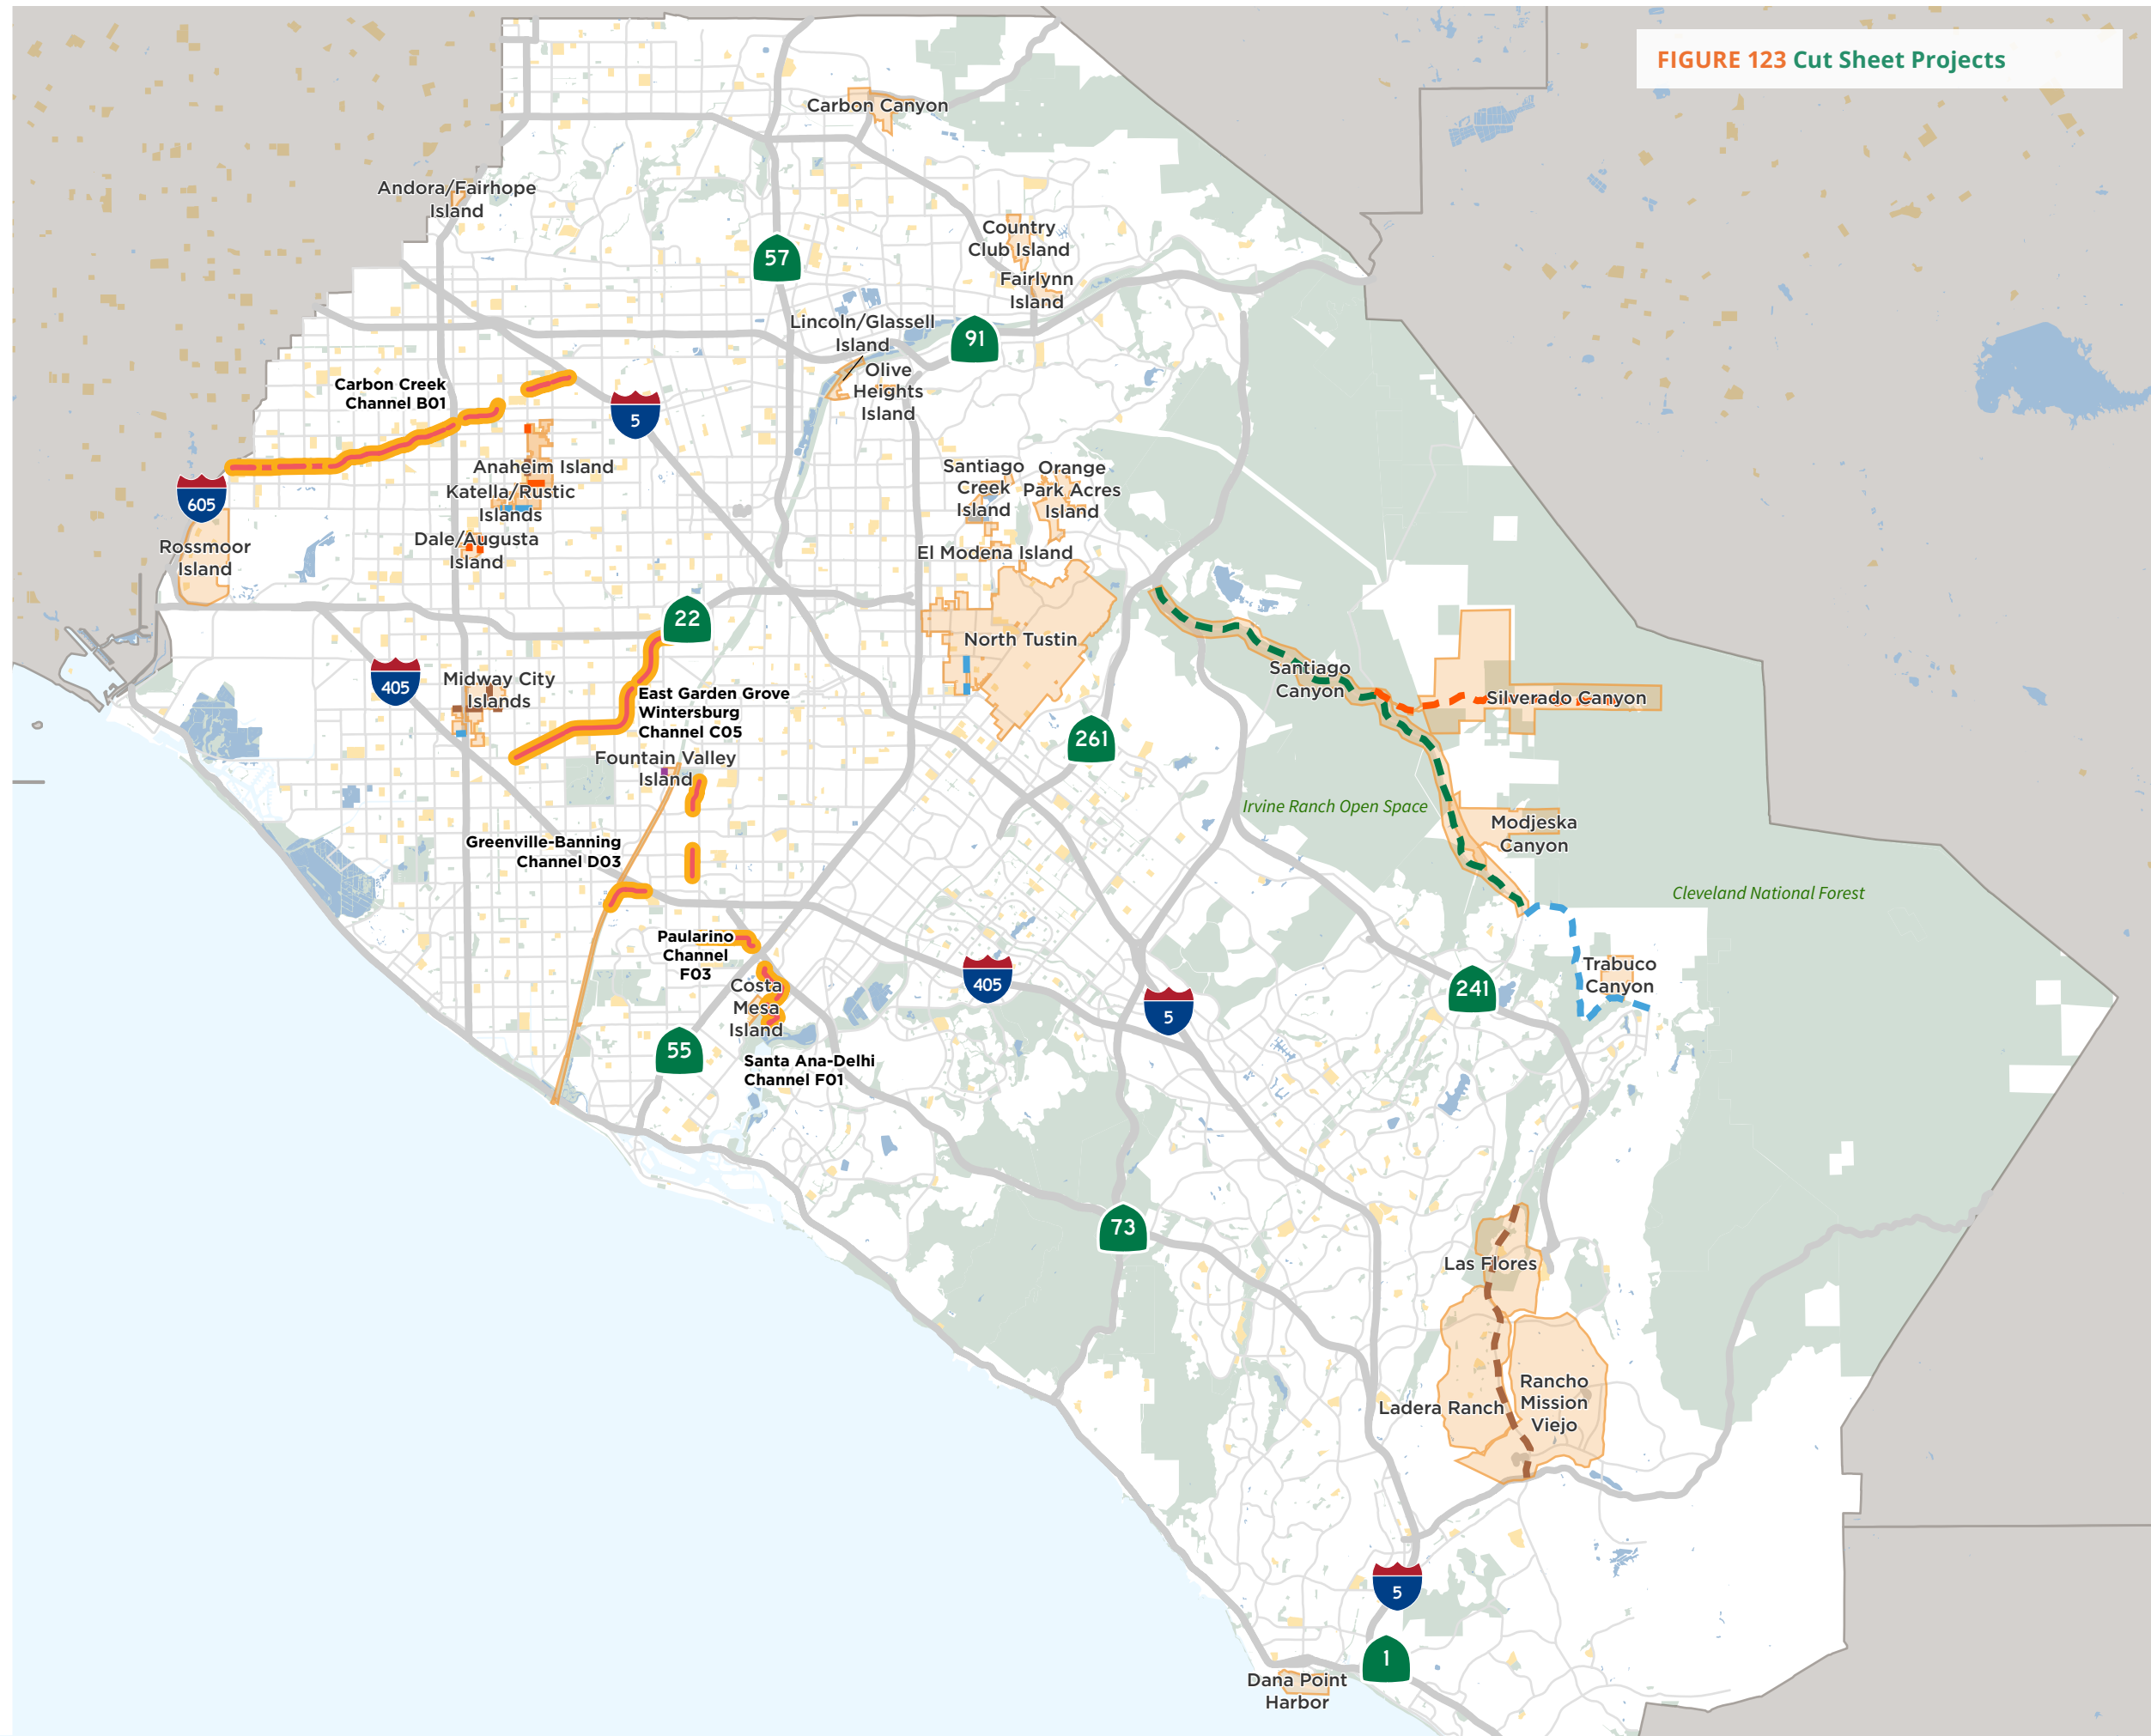 FIGURE 123 Cut Sheet Projects
Carbon Canyon
Andora/Fairhope
Island
Country
Club Island
57
Fairlynn
Island
Lincoln/Glassell
Island
91
Olive
Heights
Island
Carbon Creek
Channel B01
5
Anaheim Island
Santiago
Creek
Island
Orange
Park Acres
Island
605
Katella/Rustic
Islands
Rossmoor
Island
Dale/Augusta
Island
El Modena Island
22
North Tustin
Santiago
Canyon
Silverado Canyon
405
Midway City
Islands
East Garden Grove
Wintersburg
Channel C05
261
Fountain Valley
Island
Irvine Ranch Open Space
Modjeska
Canyon
Greenville-Banning
Channel D03
Cleveland National Forest
Paularino
Channel
F03
Trabuco
Canyon
405
241
Costa
Mesa
Island
5
55
Santa Ana-Delhi
Channel F01
73
Las Flores
Rancho
Mission
Viejo
Ladera Ranch
5
1
Dana Point
Harbor